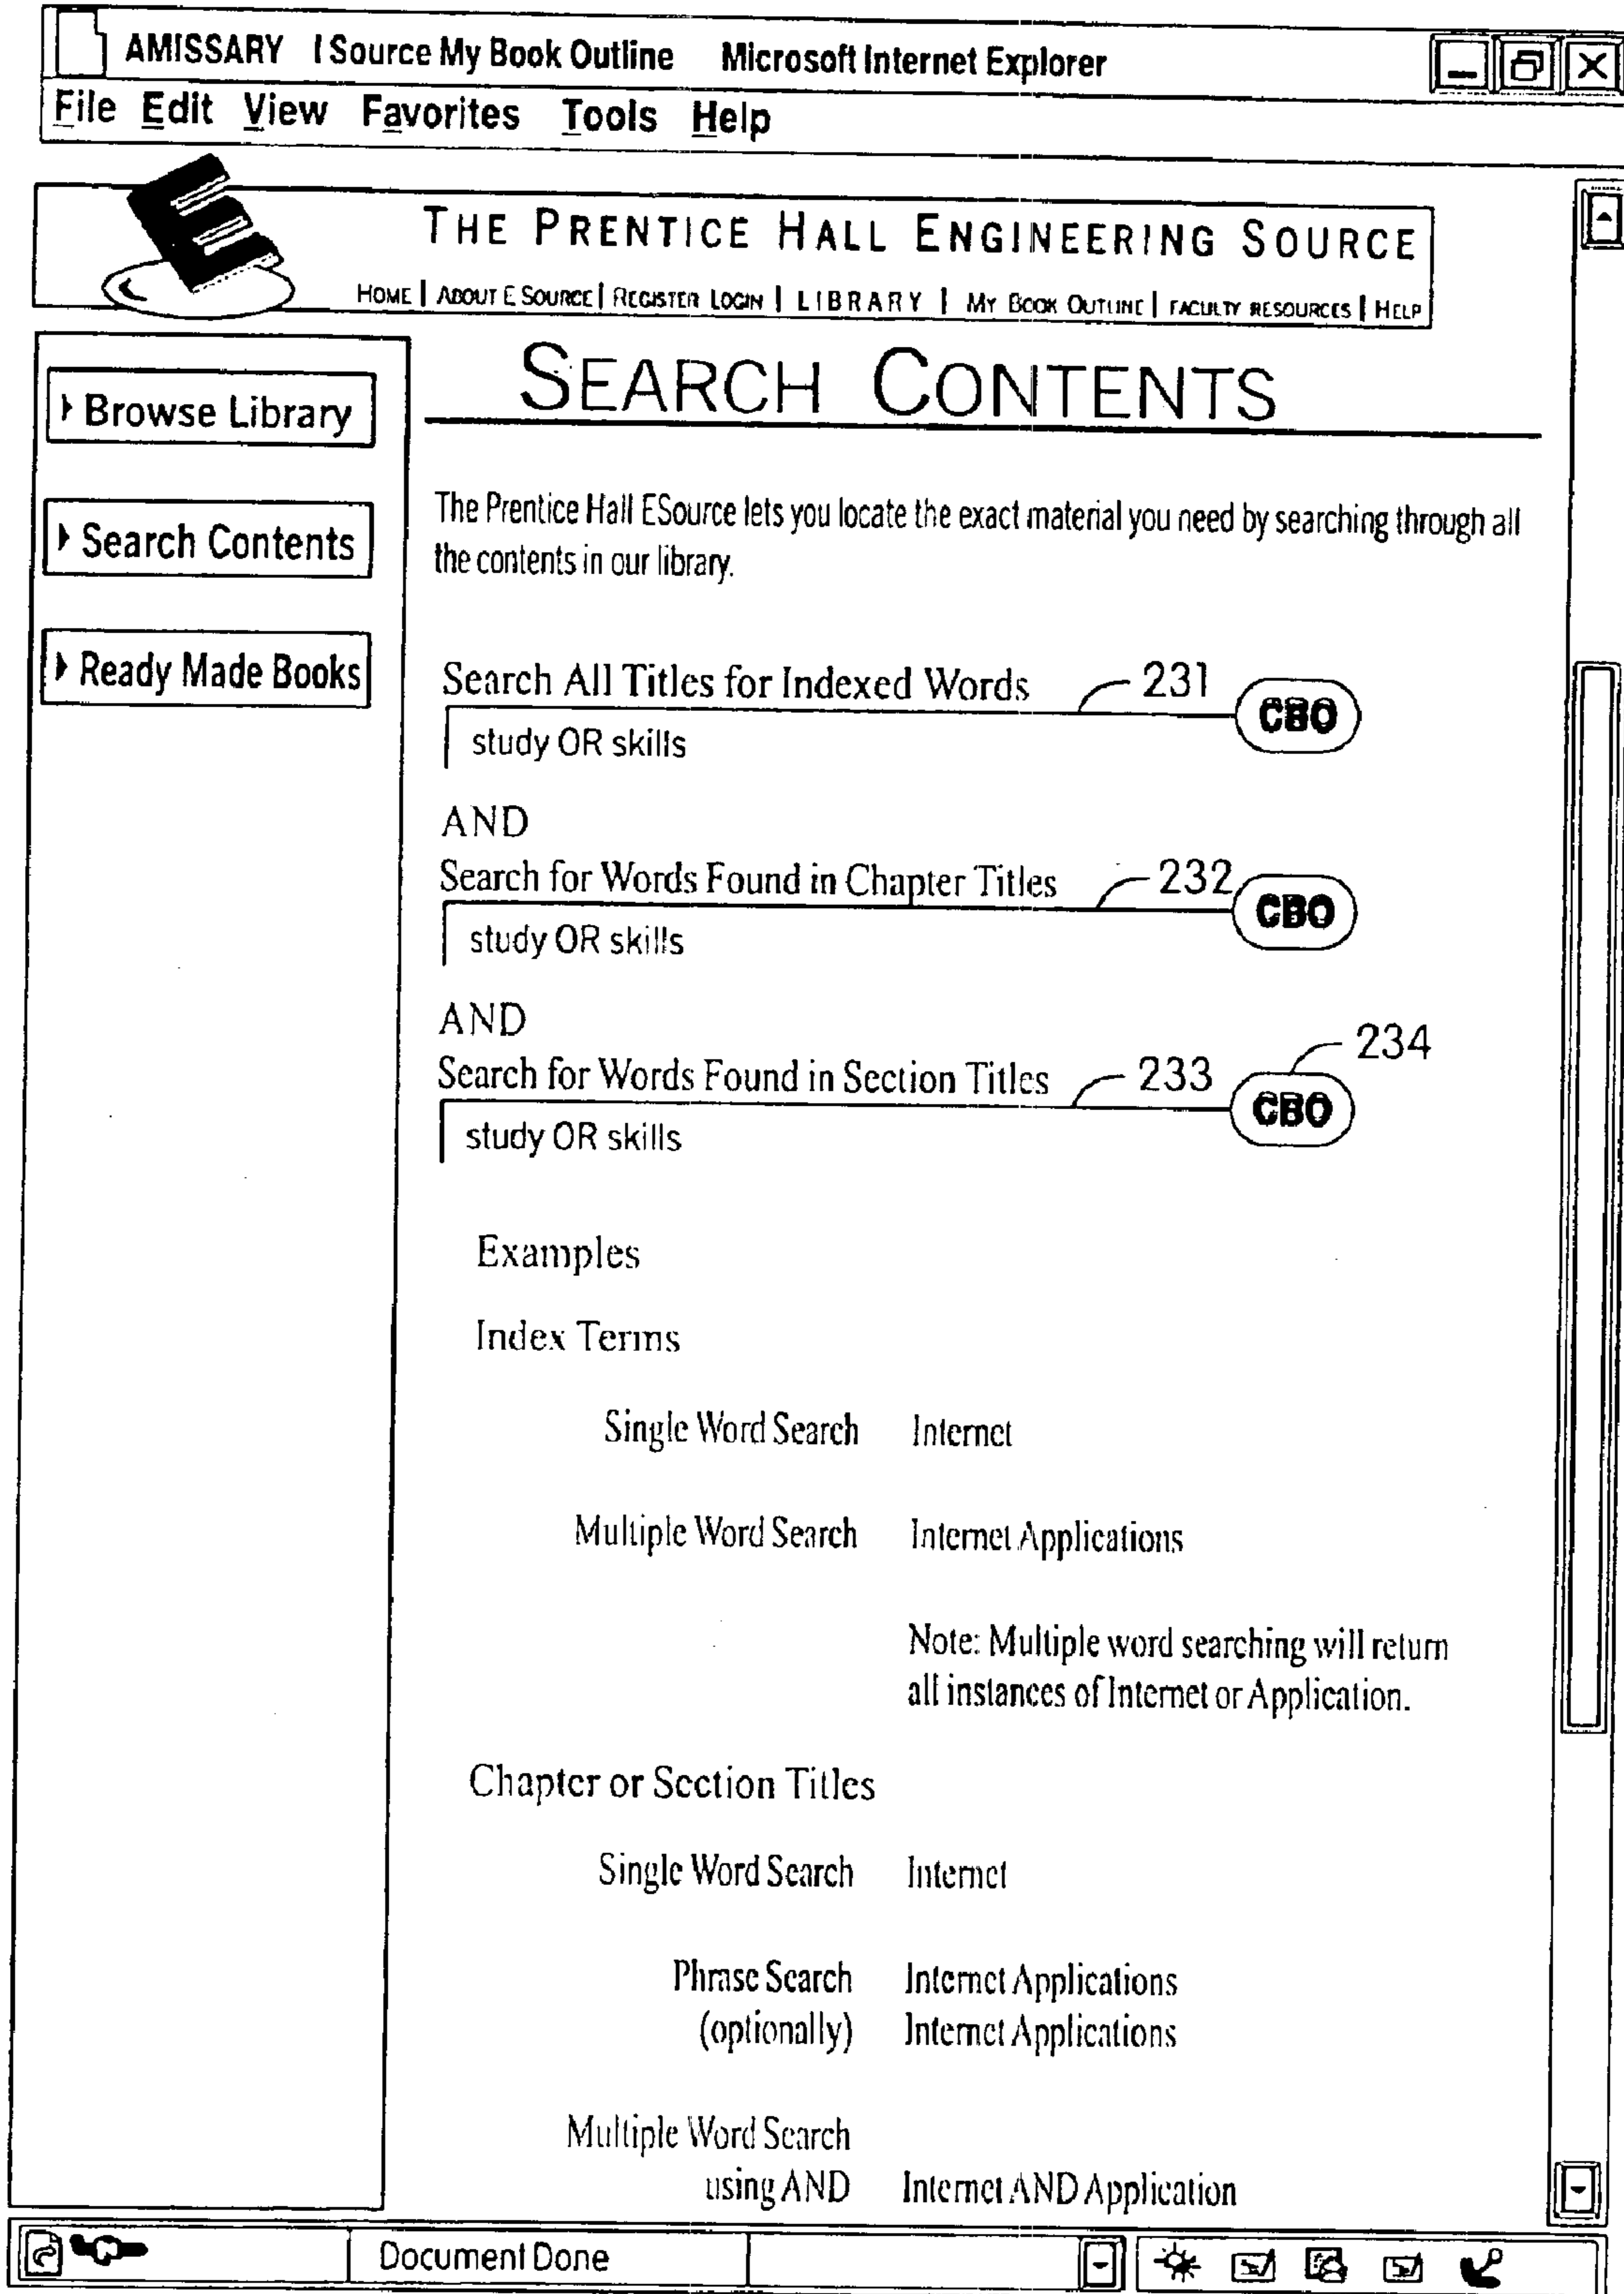 AMISSARY I Source My Book Outline Microsoft Internet Explorer
File Edit View Favorites Tools Help
THE PRENTICE HALL ENGINEERING SOURCE
HOME | ABOUT E SOURCE | REGISTER LOGIN | LIBRARY | MY BOOK OUTLINE | FACULTY RESOURCES | HELP
SEARCH CONTENTS
Browse Library
Search Contents
Ready Made Books
The Prentice Hall ESource lets you locate the exact material you need by searching through all
the contents in our library.
Search All Titles for Indexed Words 231 CBO
study OR skills
AND
Search for Words Found in Chapter Titles 232 CBO
study OR skills
AND
234
Search for Words Found in Section Titles 233 CBO
study OR skills
Examples
Index Terms
Single Word Search Internet
Multiple Word Search Internet Applications
Note: Multiple word searching will return
all instances of Internet or Application.
Chapter or Section Titles
Single Word Search Internet
Phrase Search Internet Applications
(optionally) Internet Applications
Multiple Word Search
using AND Internet AND Application
Document Done